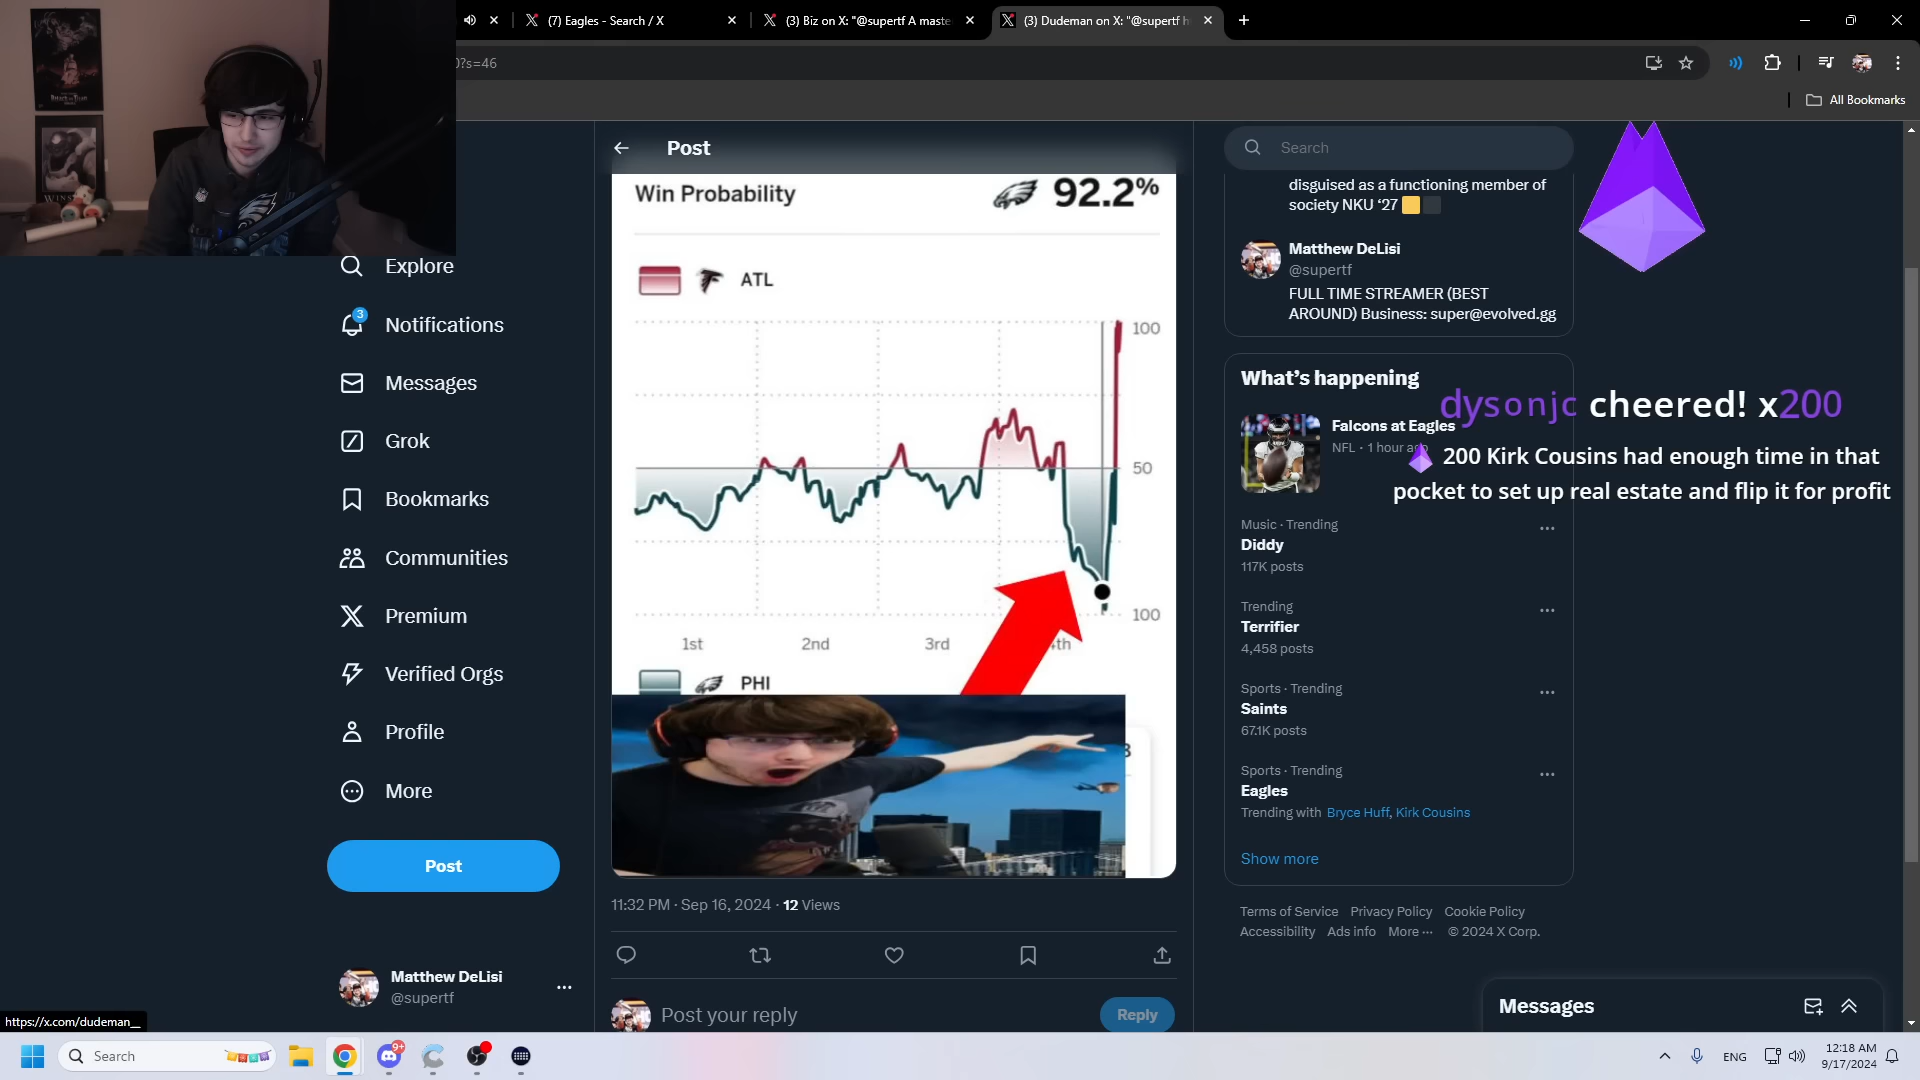 (7) Eagles - Search / X
(3) Biz on X: "@supertf A maste
(3) Dudeman on X: "@supertf h
0?s=46
All Bookmarks
Post
Search
Win Probability
92.2%
ATL
100
50
100
1st
2nd
3rd
4th
PHI
3
11:32 PM · Sep 16, 2024 · 12 Views
Post your reply
Reply
Explore
3
Notifications
Messages
Grok
Bookmarks
Communities
Premium
Verified Orgs
Profile
More
Post
Matthew DeLisi
@supertf
disguised as a functioning member of
society NKU ‘27
Matthew DeLisi
@supertf
FULL TIME STREAMER (BEST
AROUND) Business: super@evolved.gg
What’s happening
Falcons at Eagles
NFL · 1 hour ago
dysonjc cheered! x200
200 Kirk Cousins had enough time in that
pocket to set up real estate and flip it for profit
Music · Trending
Diddy
117K posts
Trending
Terrifier
4,458 posts
Sports · Trending
Saints
67.1K posts
Sports · Trending
Eagles
Trending with Bryce Huff, Kirk Cousins
Show more
Terms of Service Privacy Policy Cookie Policy
Accessibility Ads info More ··· © 2024 X Corp.
Messages
https://x.com/dudeman__
Search
9+
ENG
12:18 AM
9/17/2024